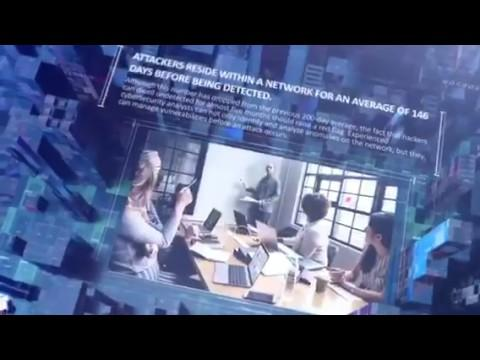 ATTACKERS RESIDE WITHIN A NETWORK FOR AN AVERAGE OF 146
DAYS BEFORE BEING DETECTED.
Although this number has dropped from the previous 200-day average, the fact that hackers
can dwell undetected for almost five months should raise a red flag. Experienced
cybersecurity analysts can not only identify and analyze anomalies on the network, but they
can manage vulnerabilities before an attack occurs.